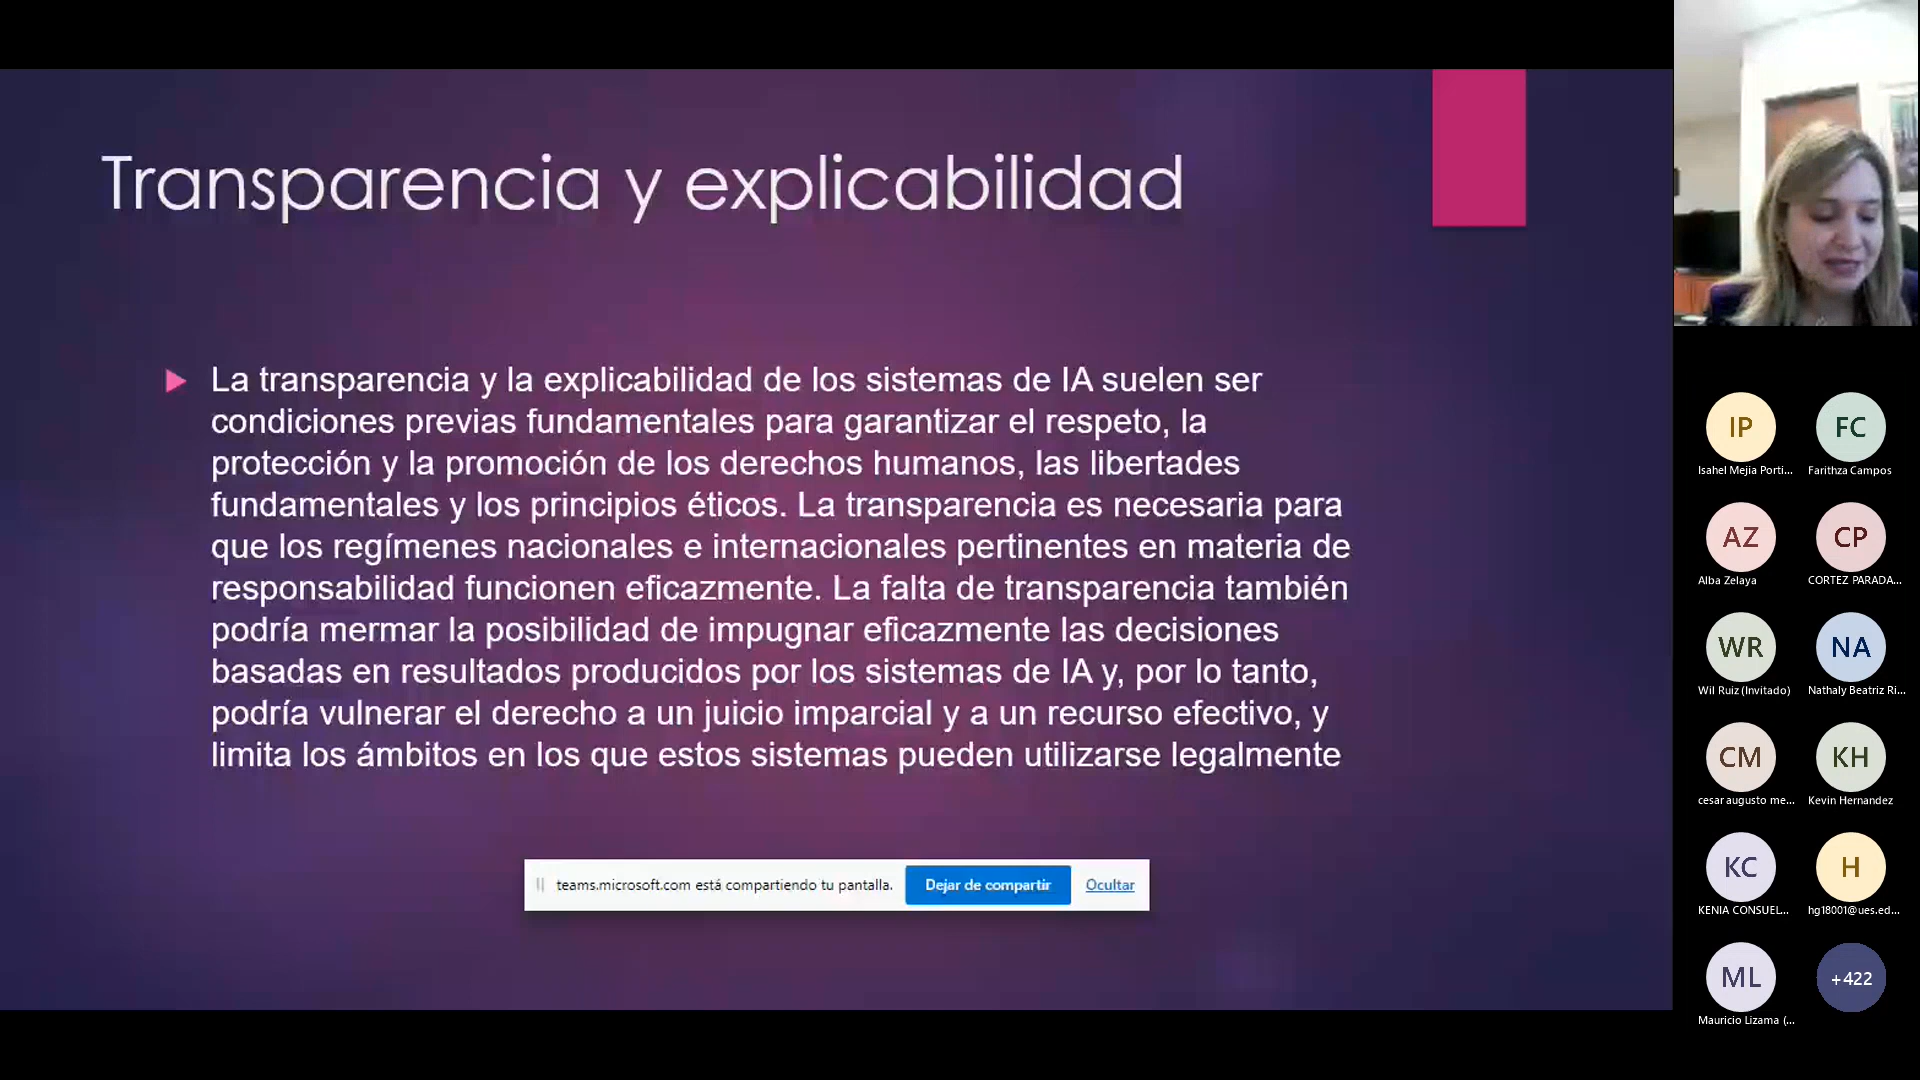 Transparencia y explicabilidad
La transparencia y la explicabilidad de los sistemas de IA suelen ser
condiciones previas fundamentales para garantizar el respeto, la
protección y la promoción de los derechos humanos, las libertades
fundamentales y los principios éticos. La transparencia es necesaria para
que los regímenes nacionales e internacionales pertinentes en materia de
responsabilidad funcionen eficazmente. La falta de transparencia también
podría mermar la posibilidad de impugnar eficazmente las decisiones
basadas en resultados producidos por los sistemas de IA y, por lo tanto,
podría vulnerar el derecho a un juicio imparcial y a un recurso efectivo, y
limita los ámbitos en los que estos sistemas pueden utilizarse legalmente
teams.microsoft.com está compartiendo tu pantalla. Dejar de compartir Ocultar
IP FC
Isahel Mejia Porti... Farithza Campos
AZ CP
Alba Zelaya CORTEZ PARADA...
WR NA
Wil Ruiz (Invitado) Nathaly Beatriz Ri...
CM KH
cesar augusto me... Kevin Hernandez
KC H
KENIA CONSUEL... hg18001@ues.ed...
ML +422
Mauricio Lizama (...